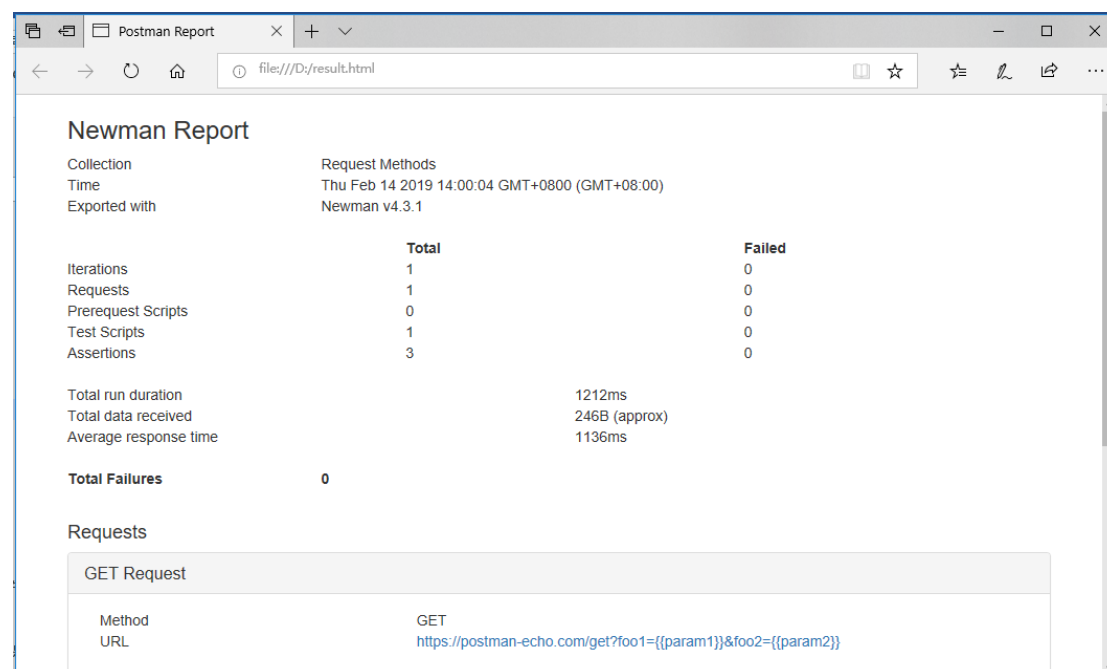 Postman Report
file:///D:/result.html
Newman Report
Collection Request Methods
Time Thu Feb 14 2019 14:00:04 GMT+0800 (GMT+08:00)
Exported with Newman v4.3.1
Total Failed
Iterations 1 0
Requests 1 0
Prerequest Scripts 0 0
Test Scripts 1 0
Assertions 3 0
Total run duration 1212ms
Total data received 246B (approx)
Average response time 1136ms
Total Failures 0
Requests
GET Request
Method GET
URL https://postman-echo.com/get?foo1={{param1}}&foo2={{param2}}